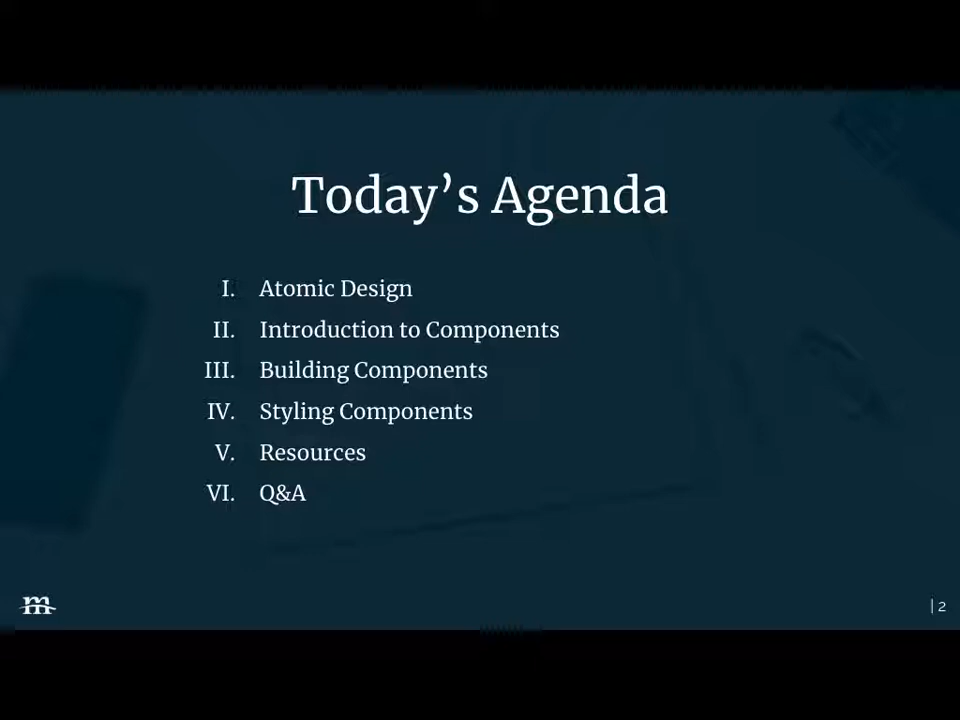 Today’s Agenda
I. Atomic Design
II. Introduction to Components
III. Building Components
IV. Styling Components
V. Resources
VI. Q&A
m
| 2